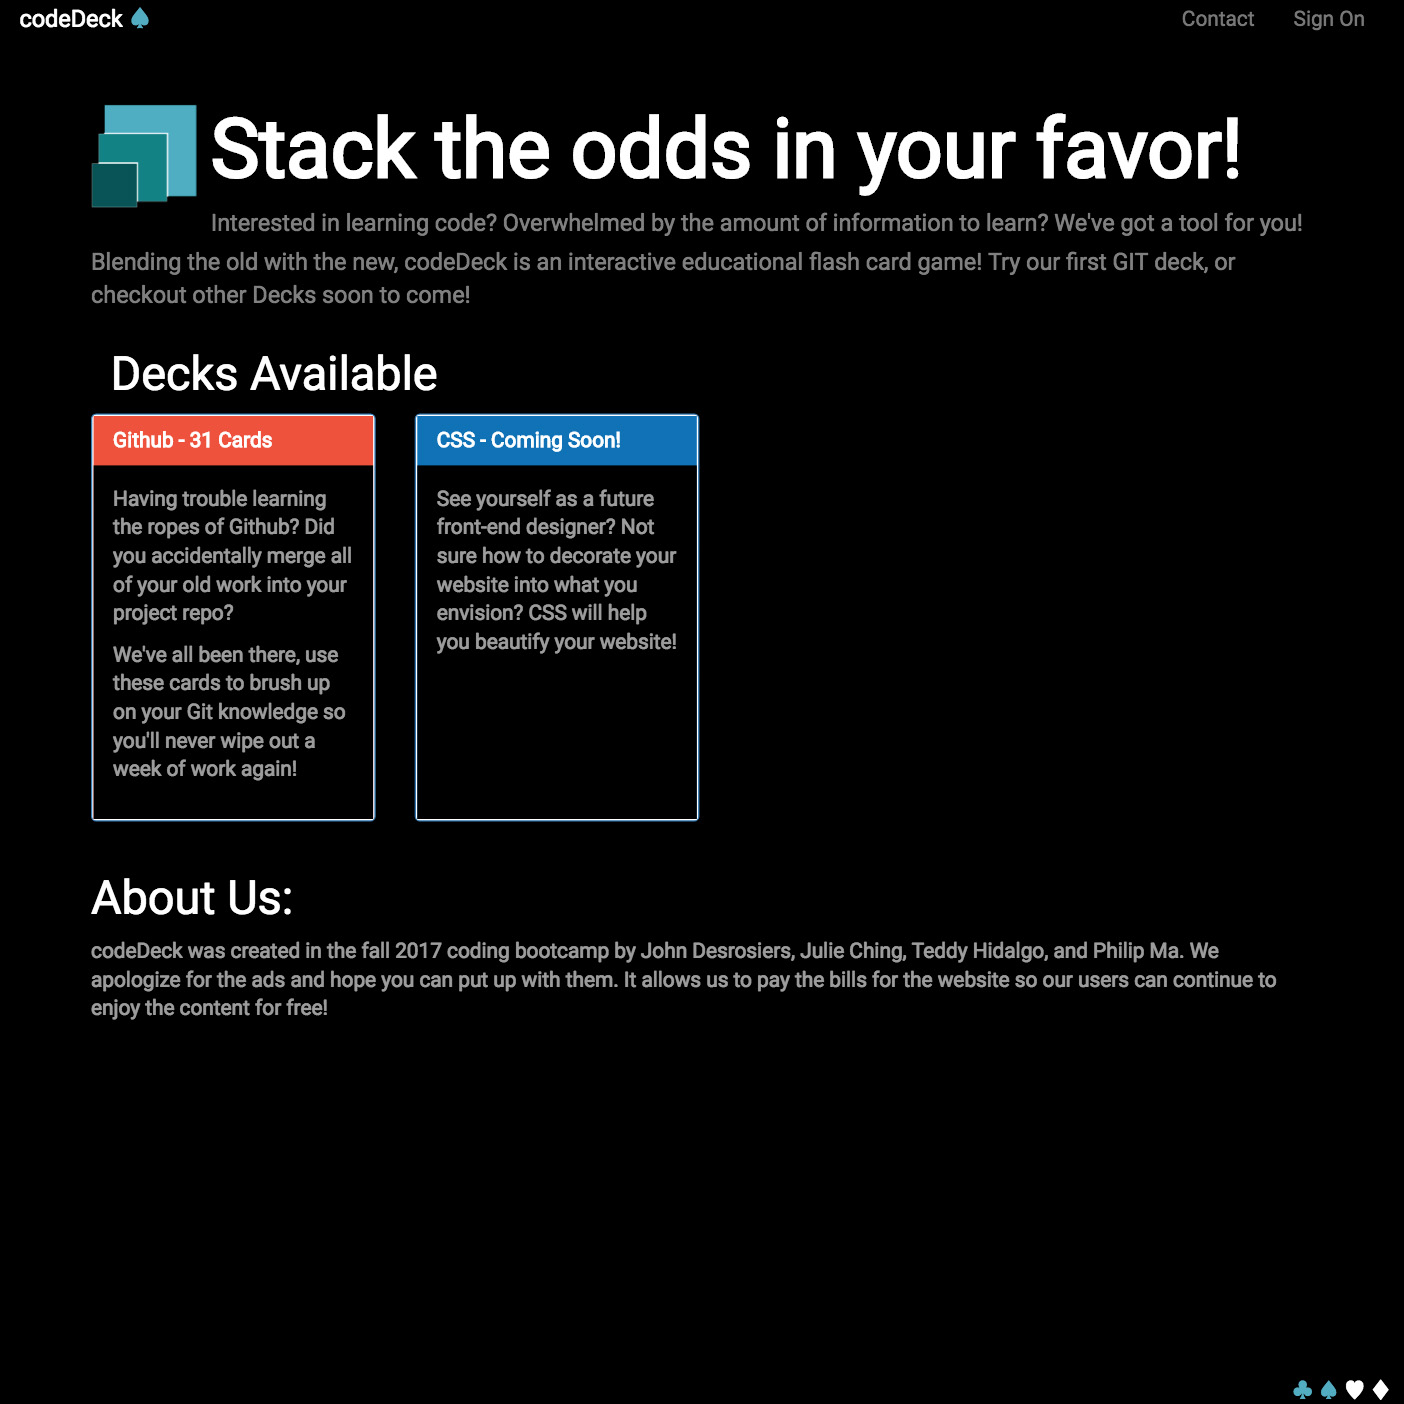 codeDeck
Contact
Sign On
Stack the odds in your favor!
Interested in learning code? Overwhelmed by the amount of information to learn? We've got a tool for you!
Blending the old with the new, codeDeck is an interactive educational flash card game! Try our first GIT deck, or
checkout other Decks soon to come!
Decks Available
Github - 31 Cards
Having trouble learning
the ropes of Github? Did
you accidentally merge all
of your old work into your
project repo?
We've all been there, use
these cards to brush up
on your Git knowledge so
you'll never wipe out a
week of work again!
CSS - Coming Soon!
See yourself as a future
front-end designer? Not
sure how to decorate your
website into what you
envision? CSS will help
you beautify your website!
About Us:
codeDeck was created in the fall 2017 coding bootcamp by John Desrosiers, Julie Ching, Teddy Hidalgo, and Philip Ma. We
apologize for the ads and hope you can put up with them. It allows us to pay the bills for the website so our users can continue to
enjoy the content for free!